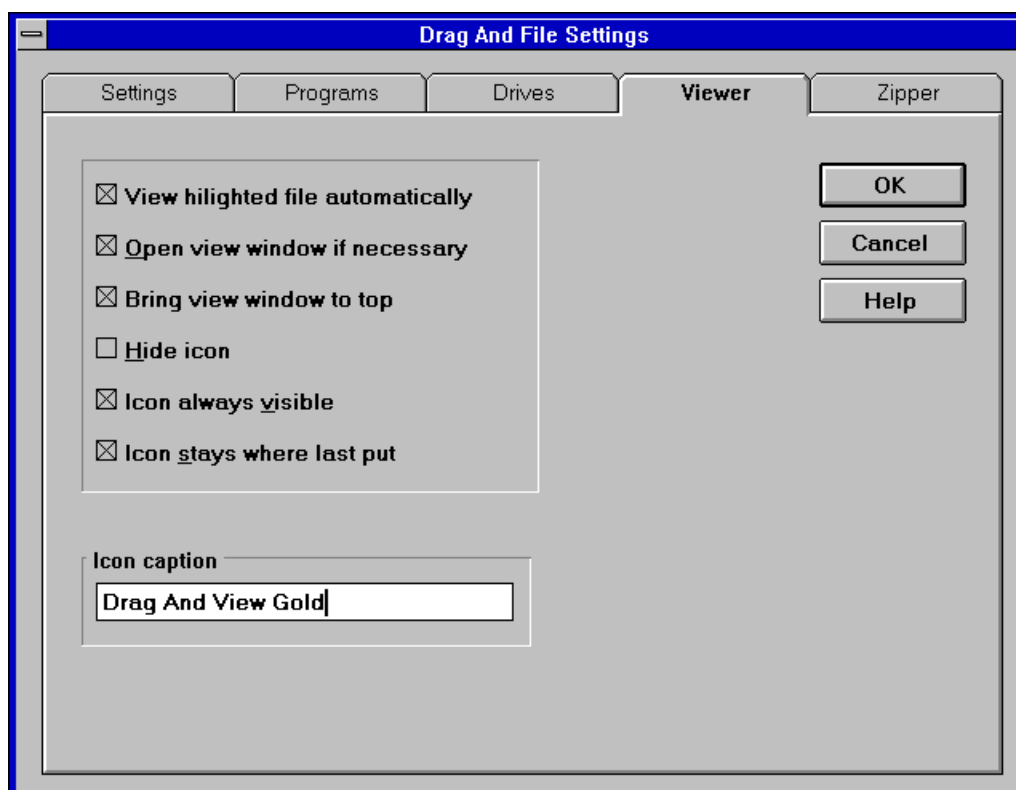 Drag And File Settings
Settings Programs Drives Viewer Zipper
View hilighted file automatically
Open view window if necessary
Bring view window to top
Hide icon
Icon always visible
Icon stays where last put
OK
Cancel
Help
Icon caption
Drag And View Gold